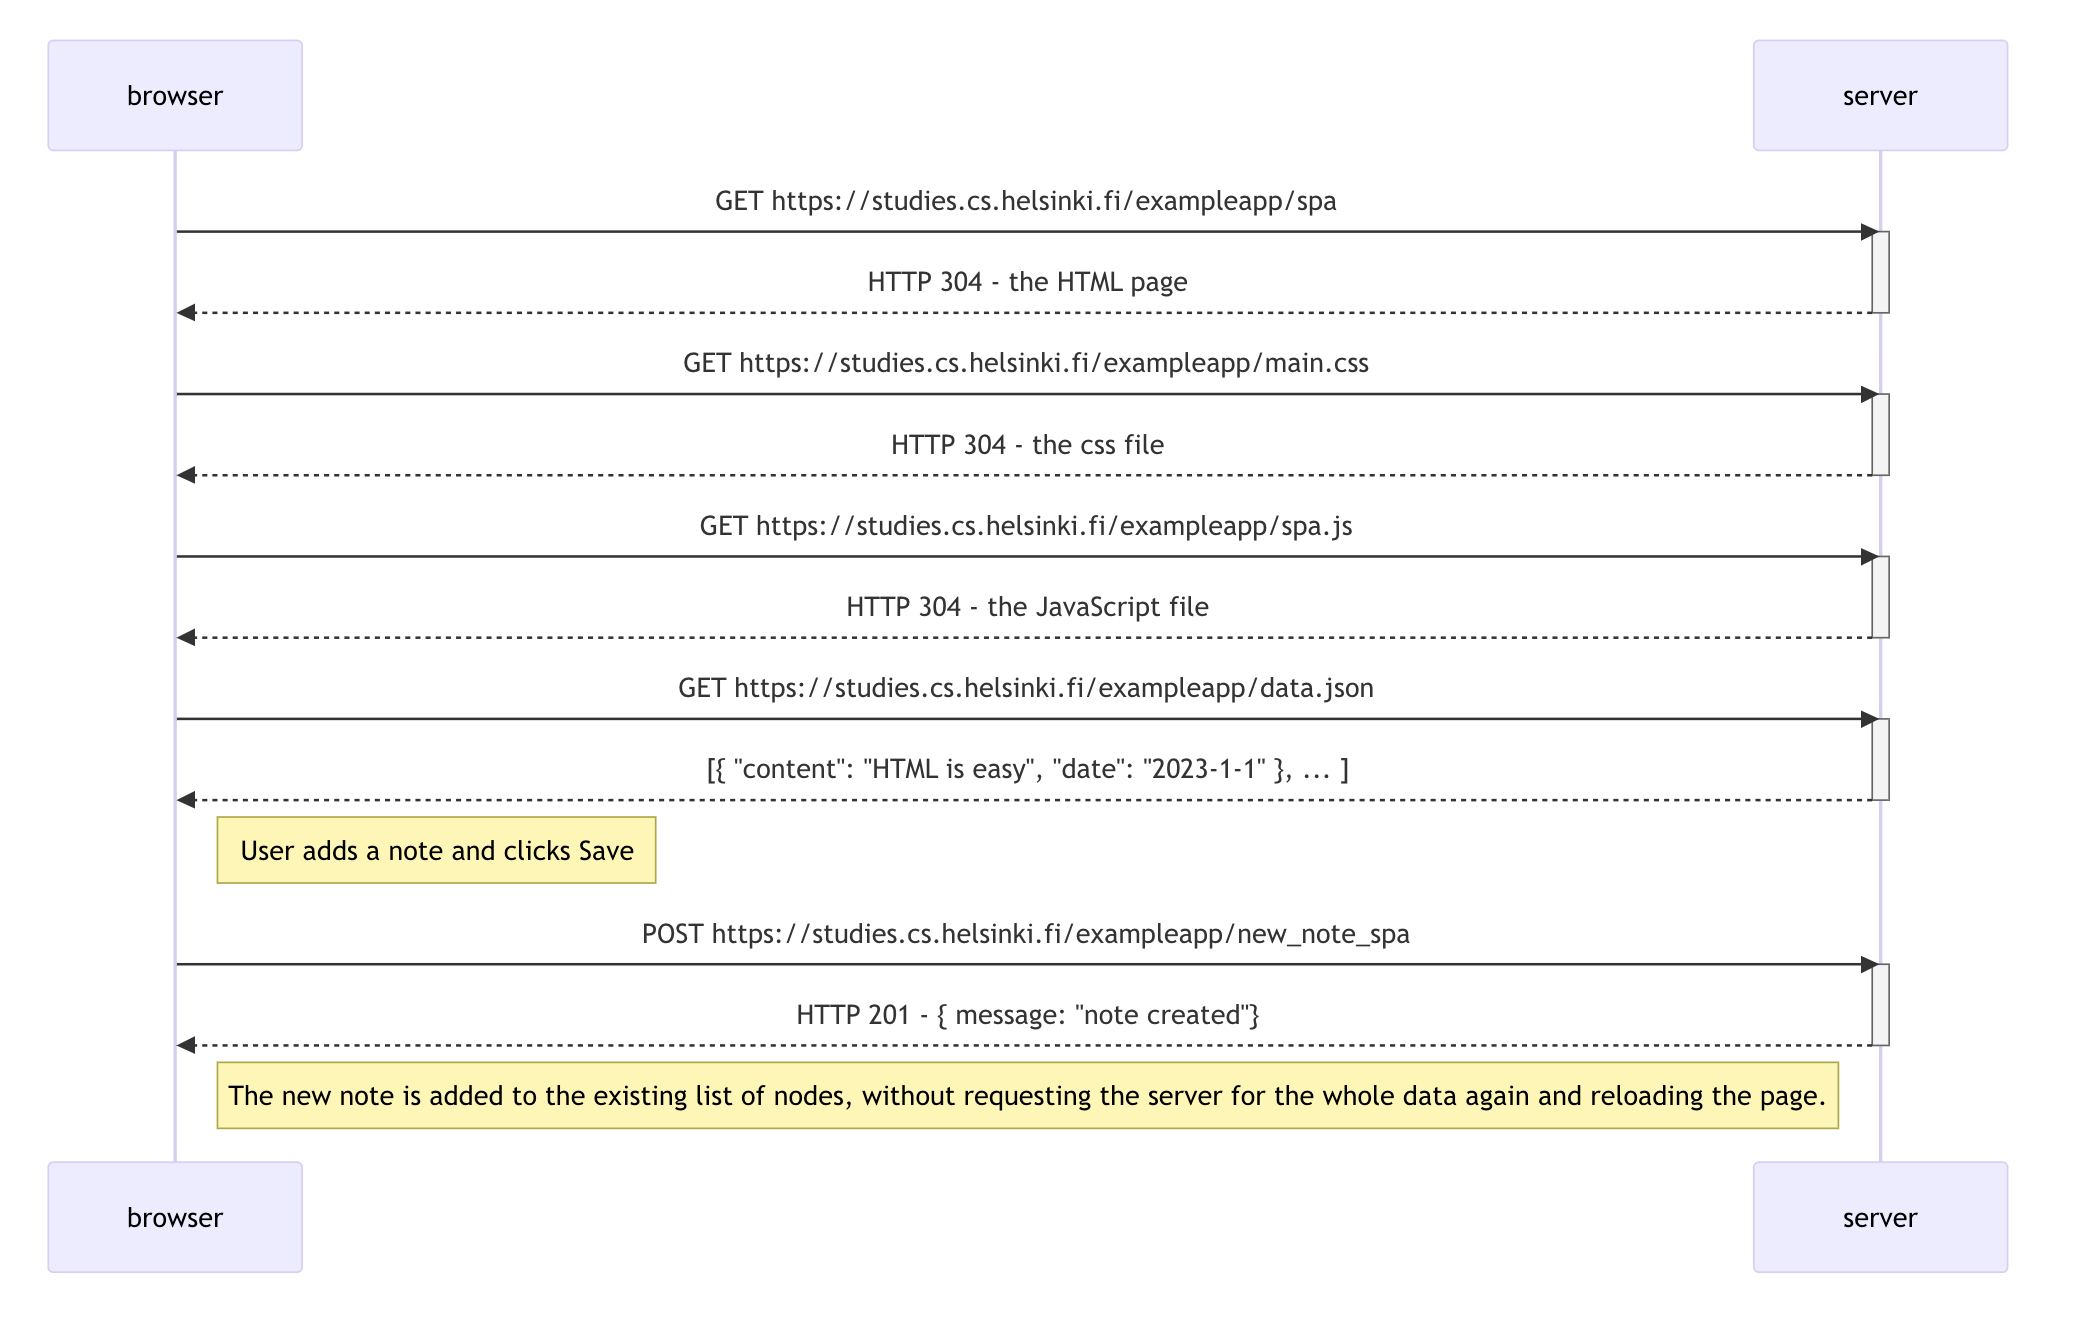 browser
server
GET https://studies.cs.helsinki.fi/exampleapp/spa
HTTP 304 - the HTML page
GET https://studies.cs.helsinki.fi/exampleapp/main.css
HTTP 304 - the css file
GET https://studies.cs.helsinki.fi/exampleapp/spa.js
HTTP 304 - the JavaScript file
GET https://studies.cs.helsinki.fi/exampleapp/data.json
[{ "content": "HTML is easy", "date": "2023-1-1" }, ... ]
User adds a note and clicks Save
POST https://studies.cs.helsinki.fi/exampleapp/new_note_spa
HTTP 201 - { message: "note created"}
The new note is added to the existing list of nodes, without requesting the server for the whole data again and reloading the page.
browser
server